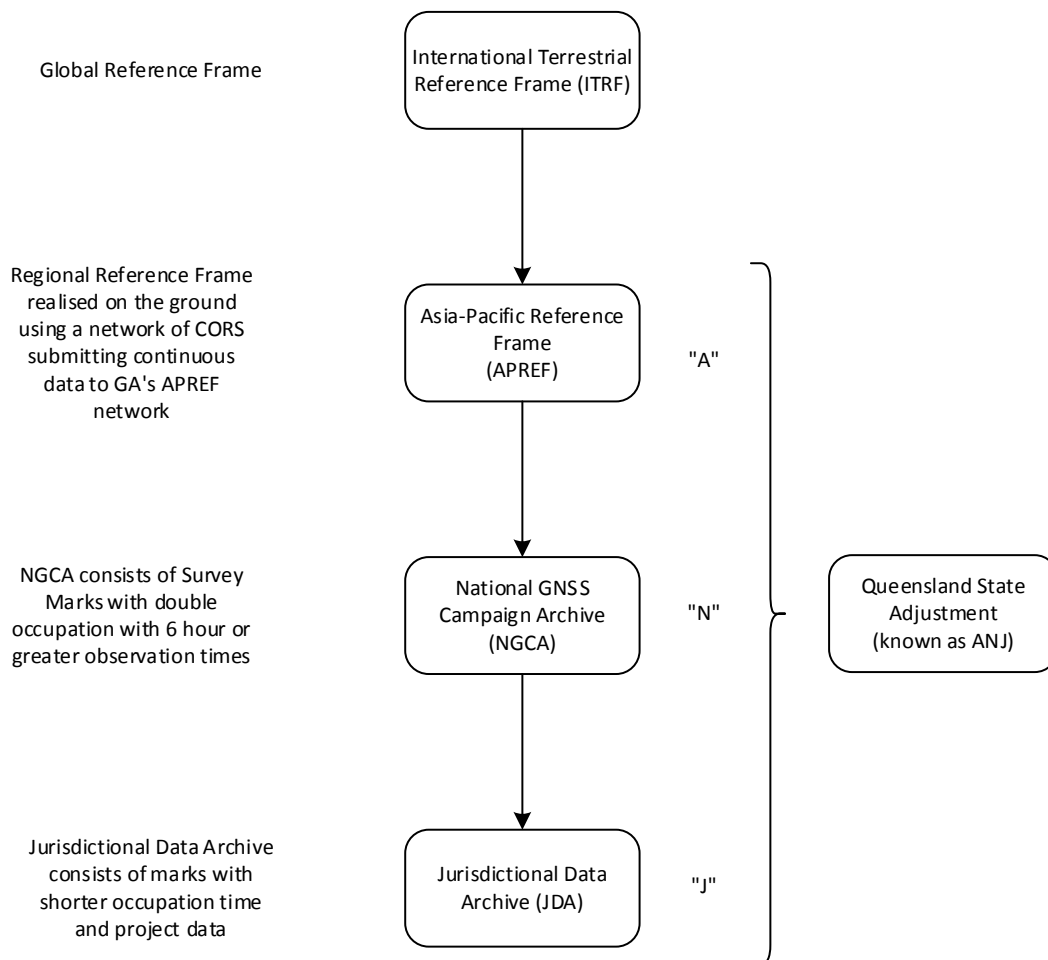 Global Reference Frame
International Terrestrial
Reference Frame (ITRF)
Regional Reference Frame
realised on the ground
using a network of CORS
submitting continuous
data to GA's APREF
network
Asia-Pacific Reference
Frame
(APREF)
"A"
NGCA consists of Survey
Marks with double
occupation with 6 hour or
greater observation times
National GNSS
Campaign Archive
(NGCA)
"N"
Queensland State
Adjustment
(known as ANJ)
Jurisdictional Data Archive
consists of marks with
shorter occupation time
and project data
Jurisdictional Data
Archive (JDA)
"J"